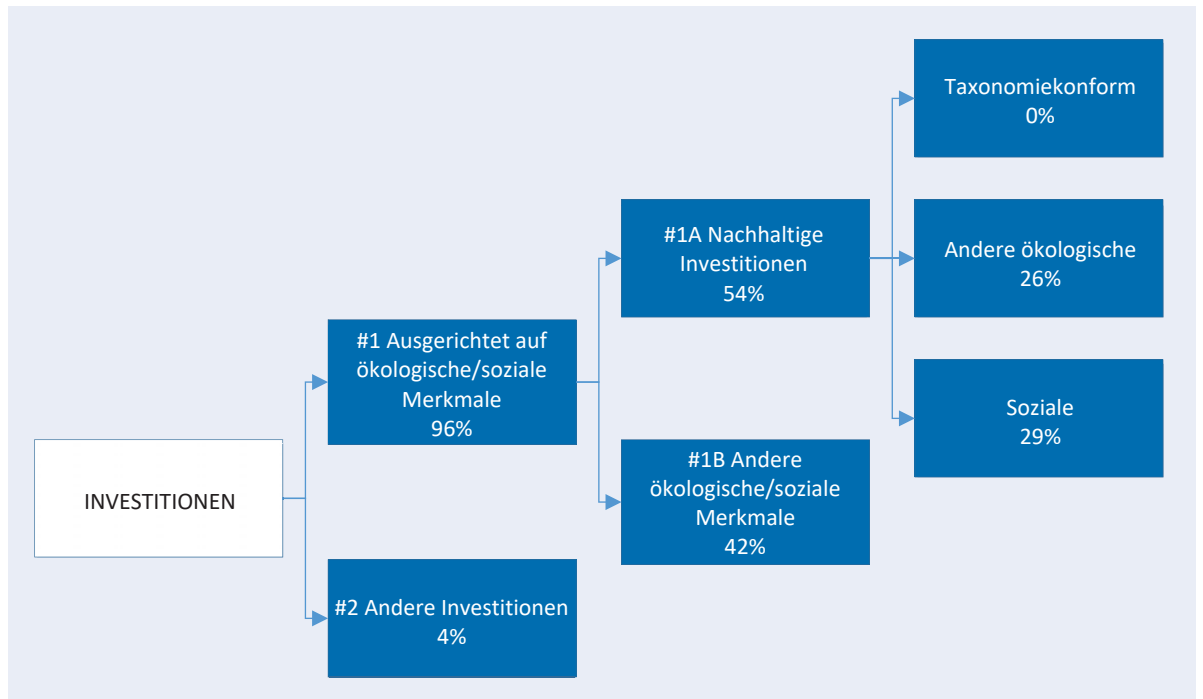 INVESTITIONEN
#1 Ausgerichtet auf
ökologische/soziale
Merkmale
96%
#2 Andere Investitionen
4%
#1A Nachhaltige
Investitionen
54%
#1B Andere
ökologische/soziale
Merkmale
42%
Taxonomiekonform
0%
Andere ökologische
26%
Soziale
29%